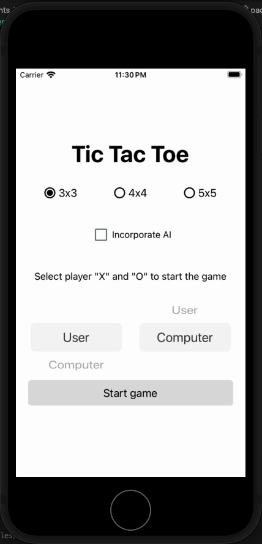 Carrier 11:30 PM
Tic Tac Toe
3x3 4x4 5x5
Incorporate AI
Select player "X" and "O" to start the game
User
User Computer
Computer
Start game